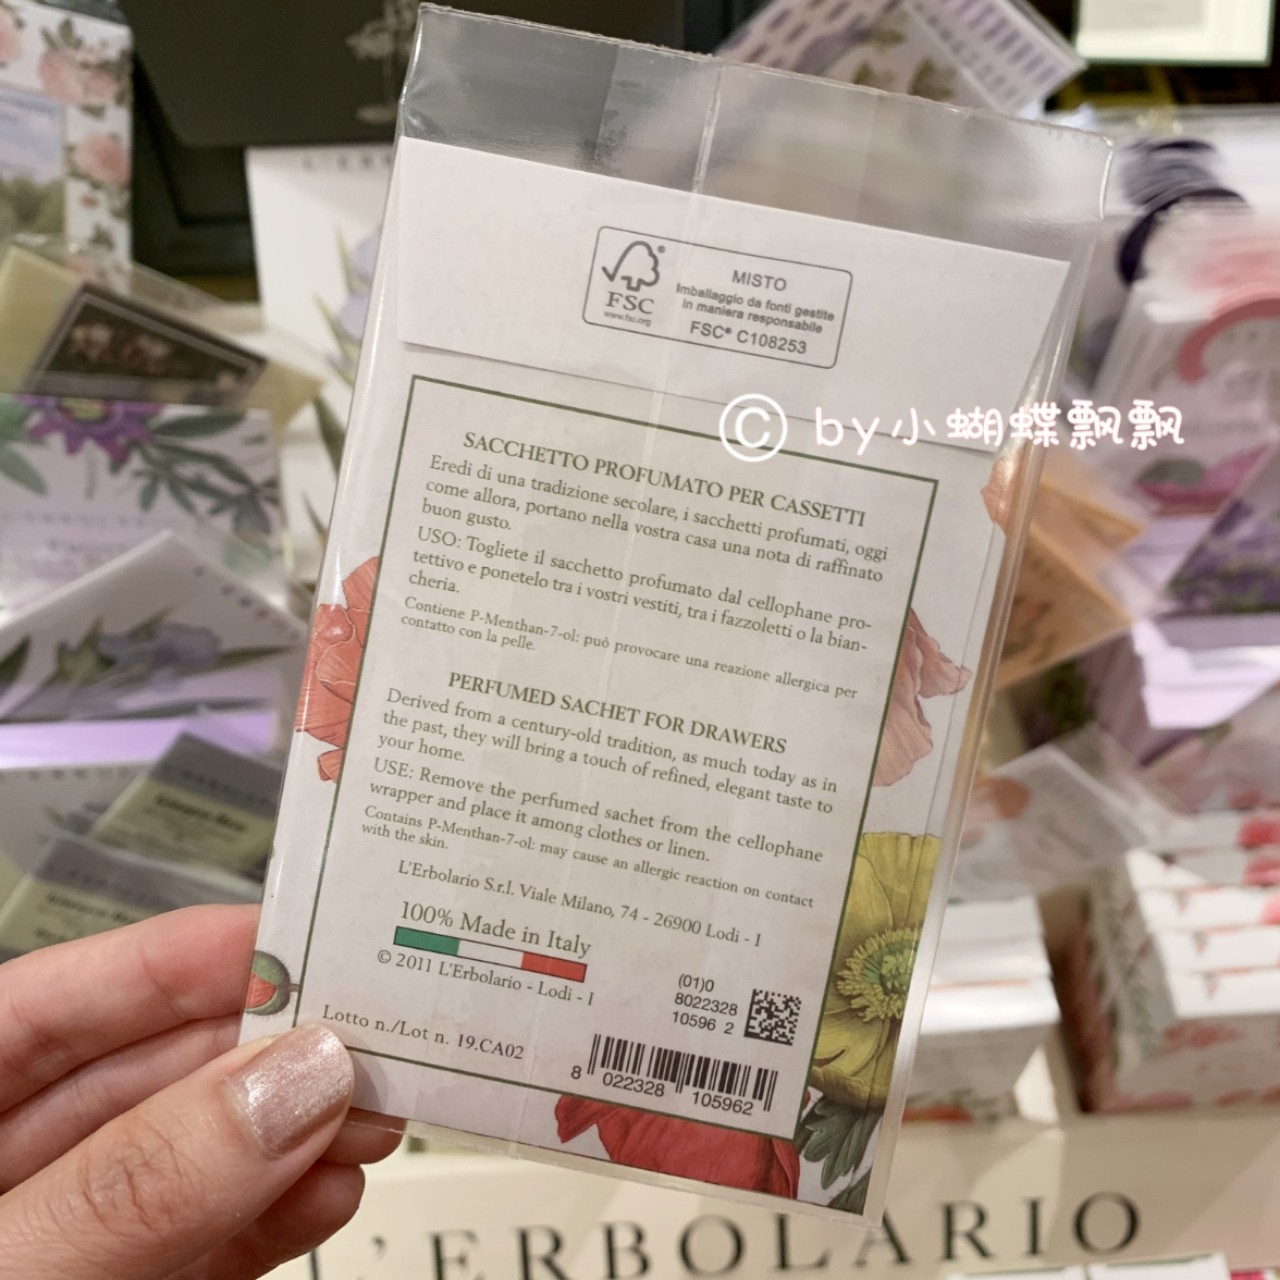 L'ERBOL
FSC
www.fsc.org
MISTO
Imballaggio da fonti gestite
in maniera responsabile
FSC® C108253
© by小蝴蝶飘飘
SACCHETTO PROFUMATO PER CASSETTI
Eredi di una tradizione secolare, i sacchetti profumati, oggi
come allora, portano nella vostra casa una nota di raffinato
buon gusto.
USO: Togliete il sacchetto profumato dal cellophane pro-
tettivo e ponetelo tra i vostri vestiti, tra i fazzoletti o la bian-
cheria.
Contiene P-Menthan-7-ol: può provocare una reazione allergica per
contatto con la pelle.
PERFUMED SACHET FOR DRAWERS
Derived from a century-old tradition, as much today as in
the past, they will bring a touch of refined, elegant taste to
your home.
USE: Remove the perfumed sachet from the cellophane
wrapper and place it among clothes or linen.
Contains P-Menthan-7-ol: may cause an allergic reaction on contact
with the skin.
L'Erbolario S.r.l. Viale Milano, 74 - 26900 Lodi - I
100% Made in Italy
© 2011 L'Erbolario - Lodi - I
(01)0
8022328
10596 2
Lotto n./Lot n. 19.CA02
8 022328 105962
L'ERBOLARIO